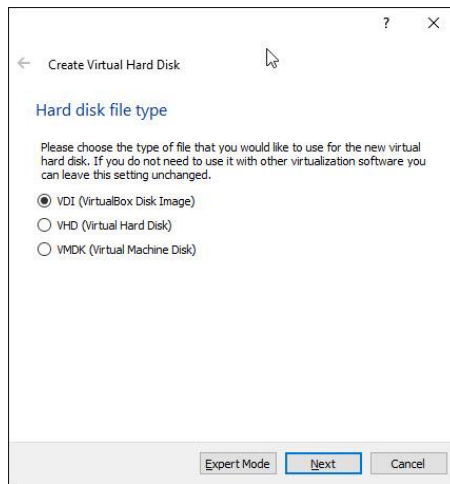 ?
Create Virtual Hard Disk
Hard disk file type
Please choose the type of file that you would like to use for the new virtual
hard disk. If you do not need to use it with other virtualization software you
can leave this setting unchanged.
VDI (VirtualBox Disk Image)
VHD (Virtual Hard Disk)
VMDK (Virtual Machine Disk)
Expert Mode Next Cancel